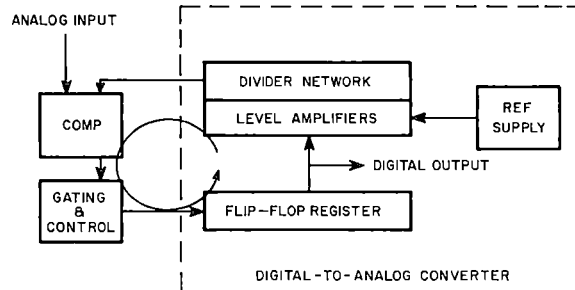 ANALOG INPUT
DIVIDER NETWORK
LEVEL AMPLIFIERS
COMP
REF
SUPPLY
DIGITAL OUTPUT
GATING
&
CONTROL
FLIP-FLOP REGISTER
DIGITAL-TO-ANALOG CONVERTER